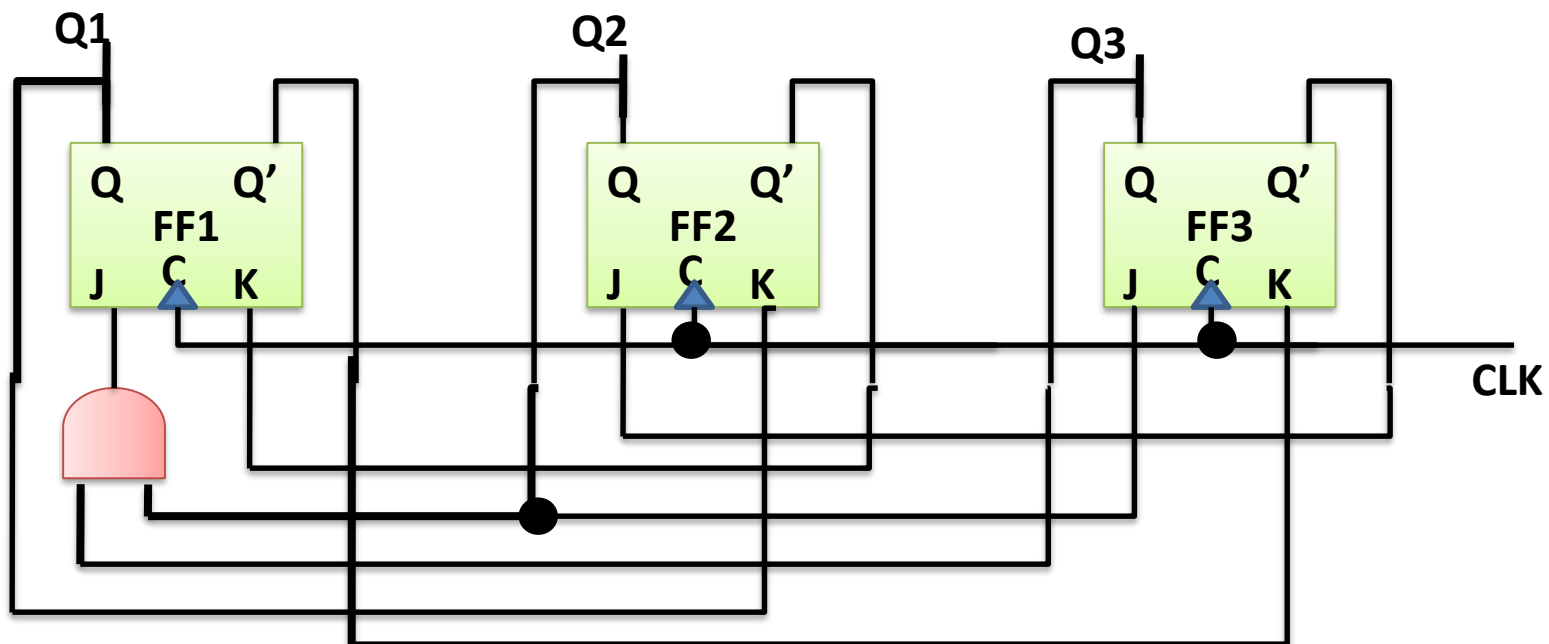 Q1 Q2 Q3
Q Q’ Q Q’ Q Q’
FF1 FF2 FF3
J C K J C K J C K
CLK